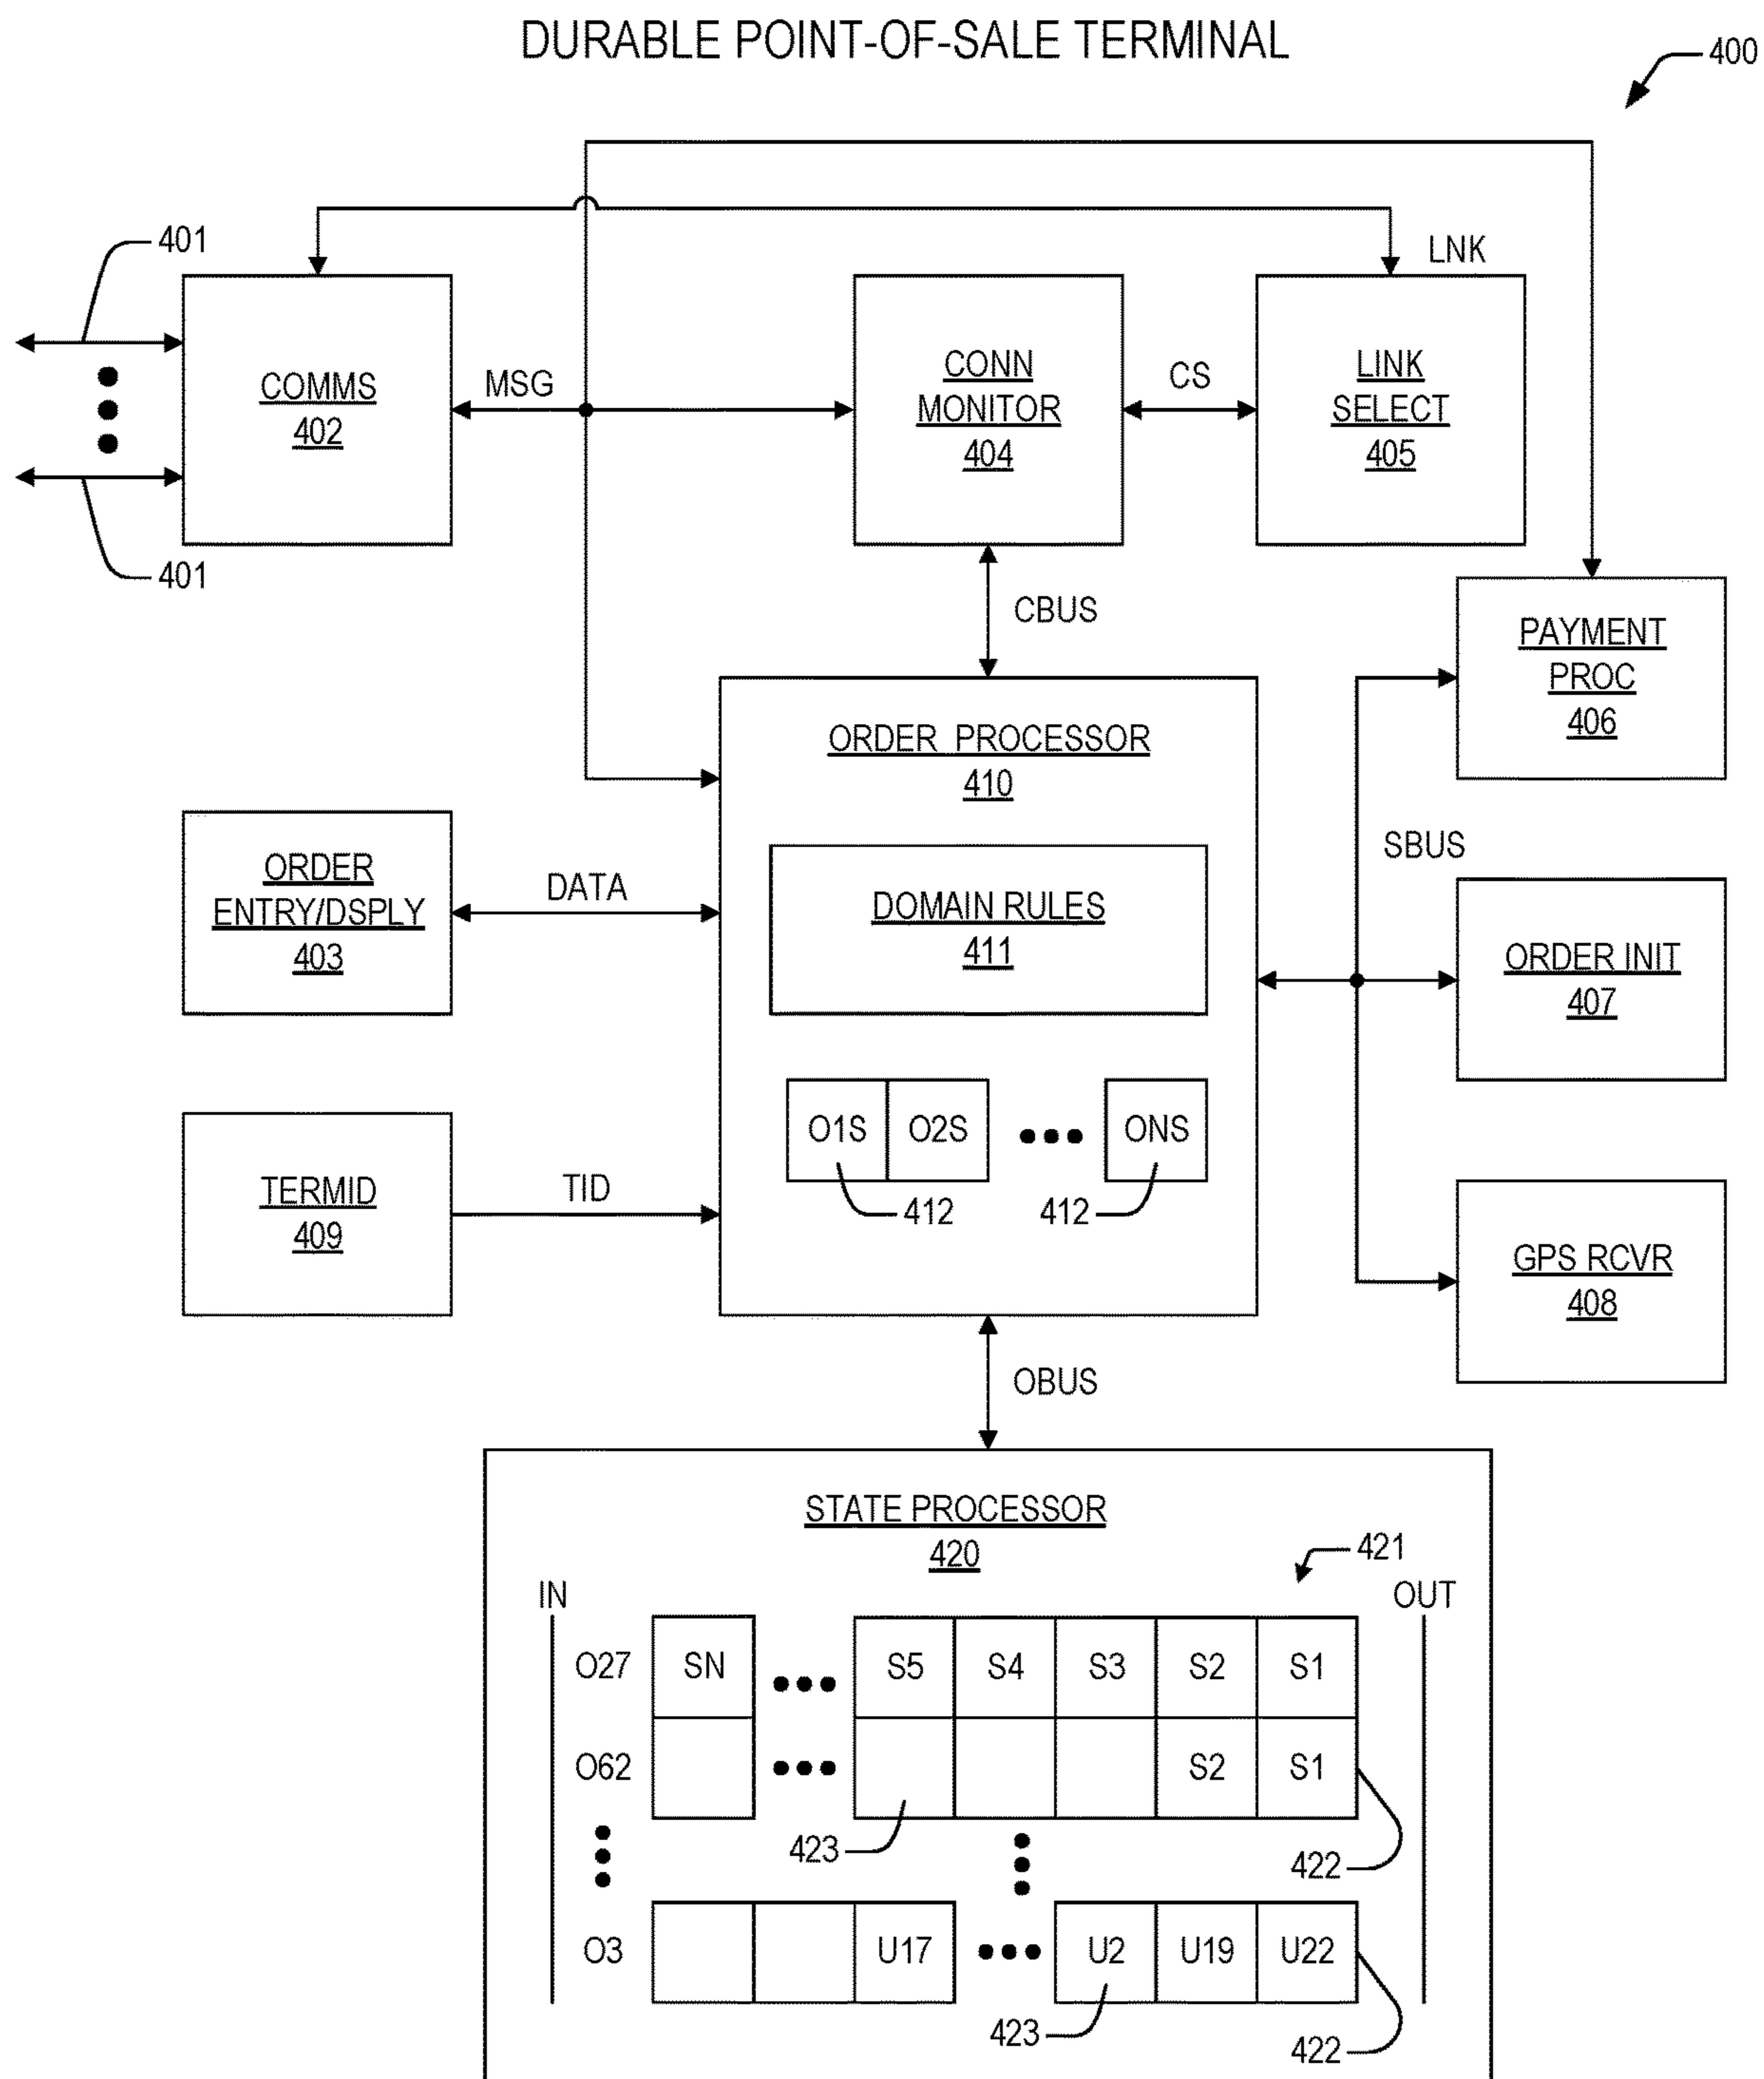 DURABLE POINT-OF-SALE TERMINAL
400
401
LNK
COMMS
402
MSG
CONN
MONITOR
404
CS
LINK
SELECT
405
401
CBUS
PAYMENT
PROC
406
ORDER PROCESSOR
410
SBUS
ORDER
ENTRY/DSPLY
403
DATA
DOMAIN RULES
411
ORDER INIT
407
O1S O2S ONS
412 412
TERMID
409
TID
GPS RCVR
408
OBUS
STATE PROCESSOR
420
421
IN OUT
O27 SN S5 S4 S3 S2 S1
O62 S2 S1
423 422
O3 U17 U2 U19 U22
423 422